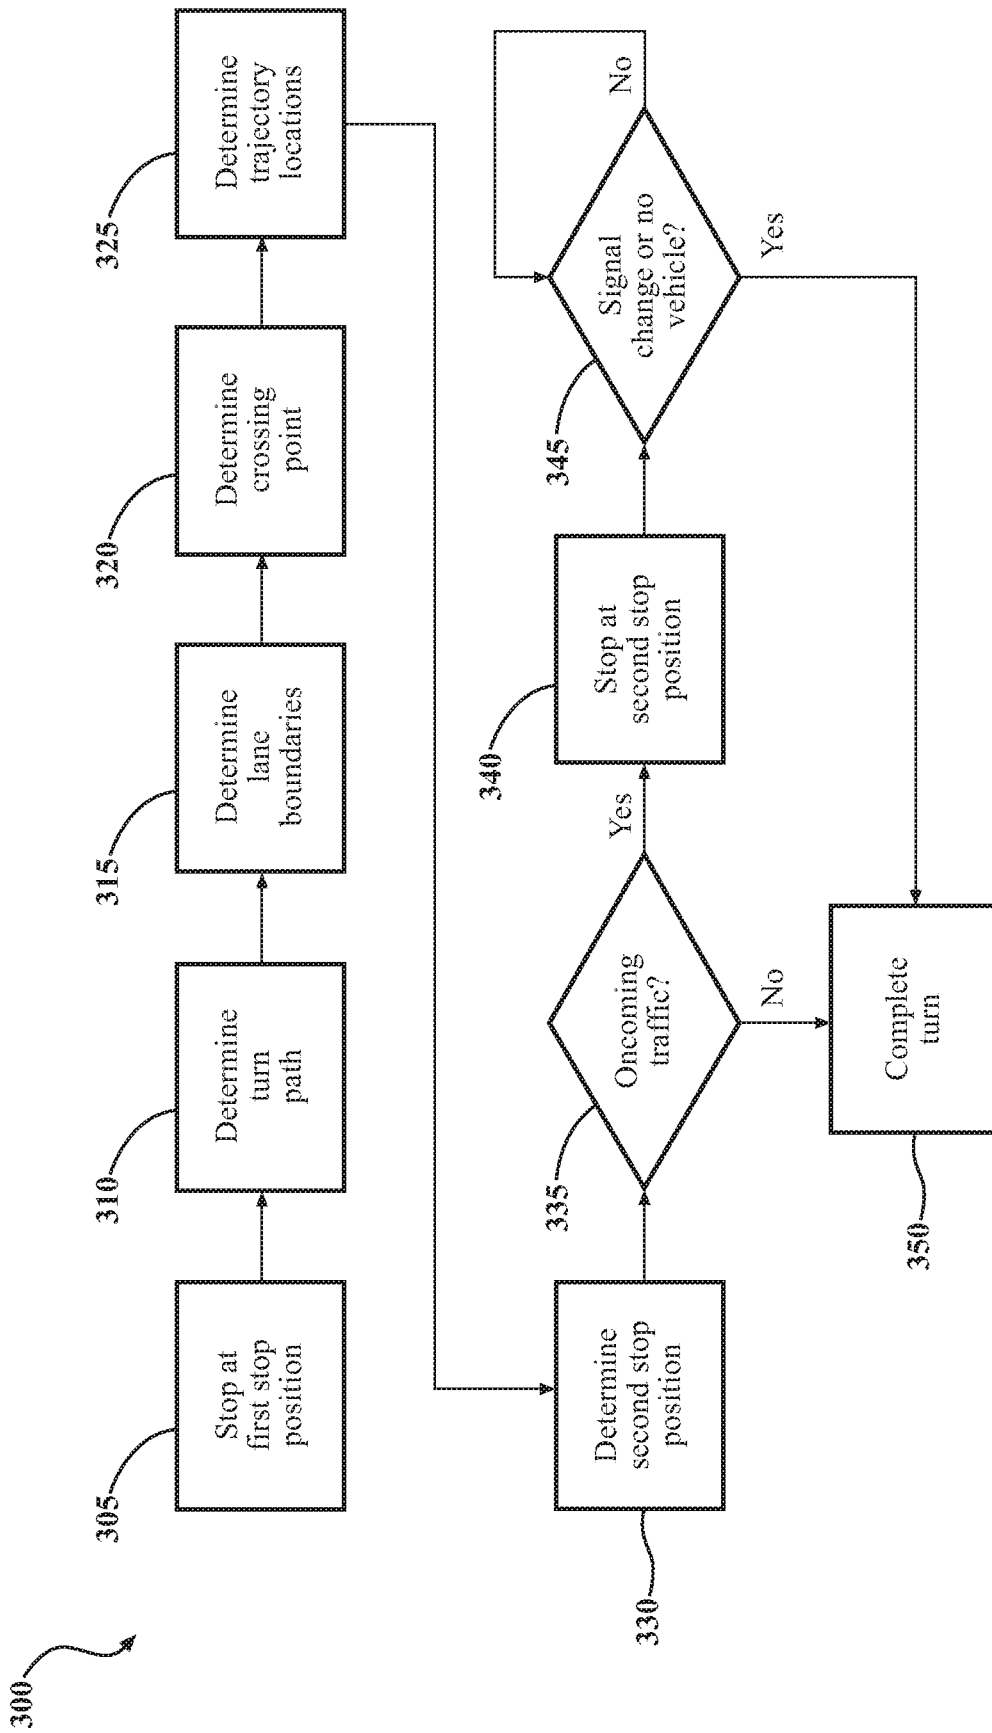 300
305
Stop at
first stop
position
310
Determine
turn
path
315
Determine
lane
boundaries
320
Determine
crossing
point
325
Determine
trajectory
locations
330
Determine
second stop
position
335
Oncoming
traffic?
Yes
No
340
Stop at
second stop
position
345
Signal
change or no
vehicle?
No
Yes
350
Complete
turn